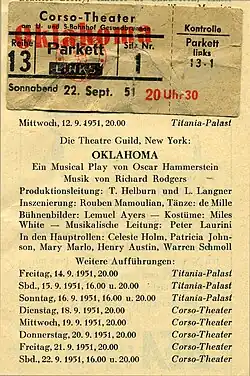 Corso-Theater
am S- und U-Bahnhof Gesundbrunnen
Oklahoma
Reihe
13
Parkett
LINKS
Sitz Nr.
1
Kontrolle
Parkett
links
13-1
Sonnabend 22. Sept. 51 20 Uhr 30
Mittwoch, 12. 9. 1951, 20.00 Titania-Palast
Die Theatre Guild, New York:
OKLAHOMA
Ein Musical Play von Oscar Hammerstein
Musik von Richard Rodgers
Produktionsleitung: T. Helburn und L. Langner
Inszenierung: Rouben Mamoulian, Tänze: de Mille
Bühnenbilder: Lemuel Ayers — Kostüme: Miles
White — Musikalische Leitung: Peter Laurini
In den Hauptrollen: Celeste Holm, Patricia John-
son, Mary Marlo, Henry Austin, Warren Schmoll
Weitere Aufführungen:
Freitag, 14. 9. 1951, 20.00 Titania-Palast
Sbd., 15. 9. 1951, 16.00 u. 20.00 Titania-Palast
Sonntag, 16. 9. 1951, 16.00 u. 20.00 Titania-Palast
Dienstag, 18. 9. 1951, 20.00 Corso-Theater
Mittwoch, 19. 9. 1951, 20.00 Corso-Theater
Donnerstag, 20. 9. 1951, 20.00 Corso-Theater
Freitag, 21. 9. 1951, 20.00 Corso-Theater
Sbd., 22. 9. 1951, 16.00 u. 20.00 Corso-Theater